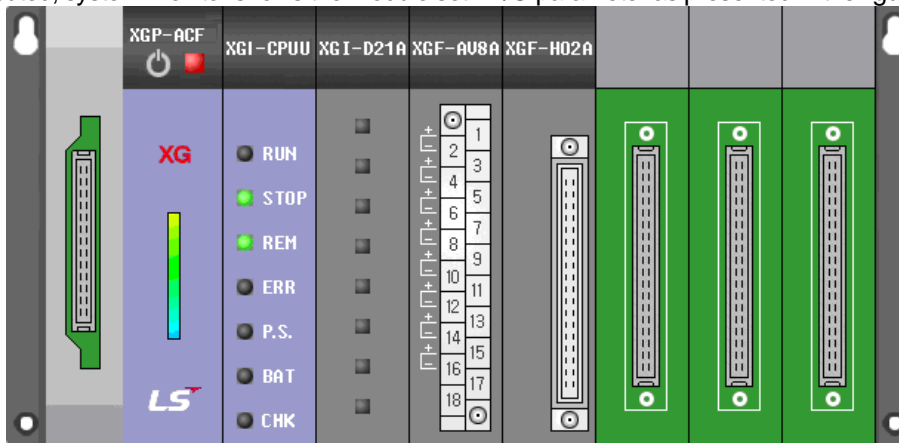 XGP-ACF
XGI-CPUU
XGI-D21A
XGF-AV8A
XGF-HO2A
XG
LS
RUN
STOP
REM
ERR
P.S.
BAT
CHK
1
2
3
4
5
6
7
8
9
10
11
12
13
14
15
16
17
18